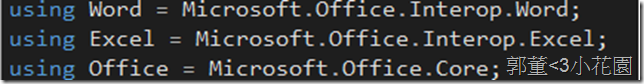 using Word = Microsoft.Office.Interop.Word;
using Excel = Microsoft.Office.Interop.Excel;
using Office = Microsoft.Office.Core;
郭董<3小花園